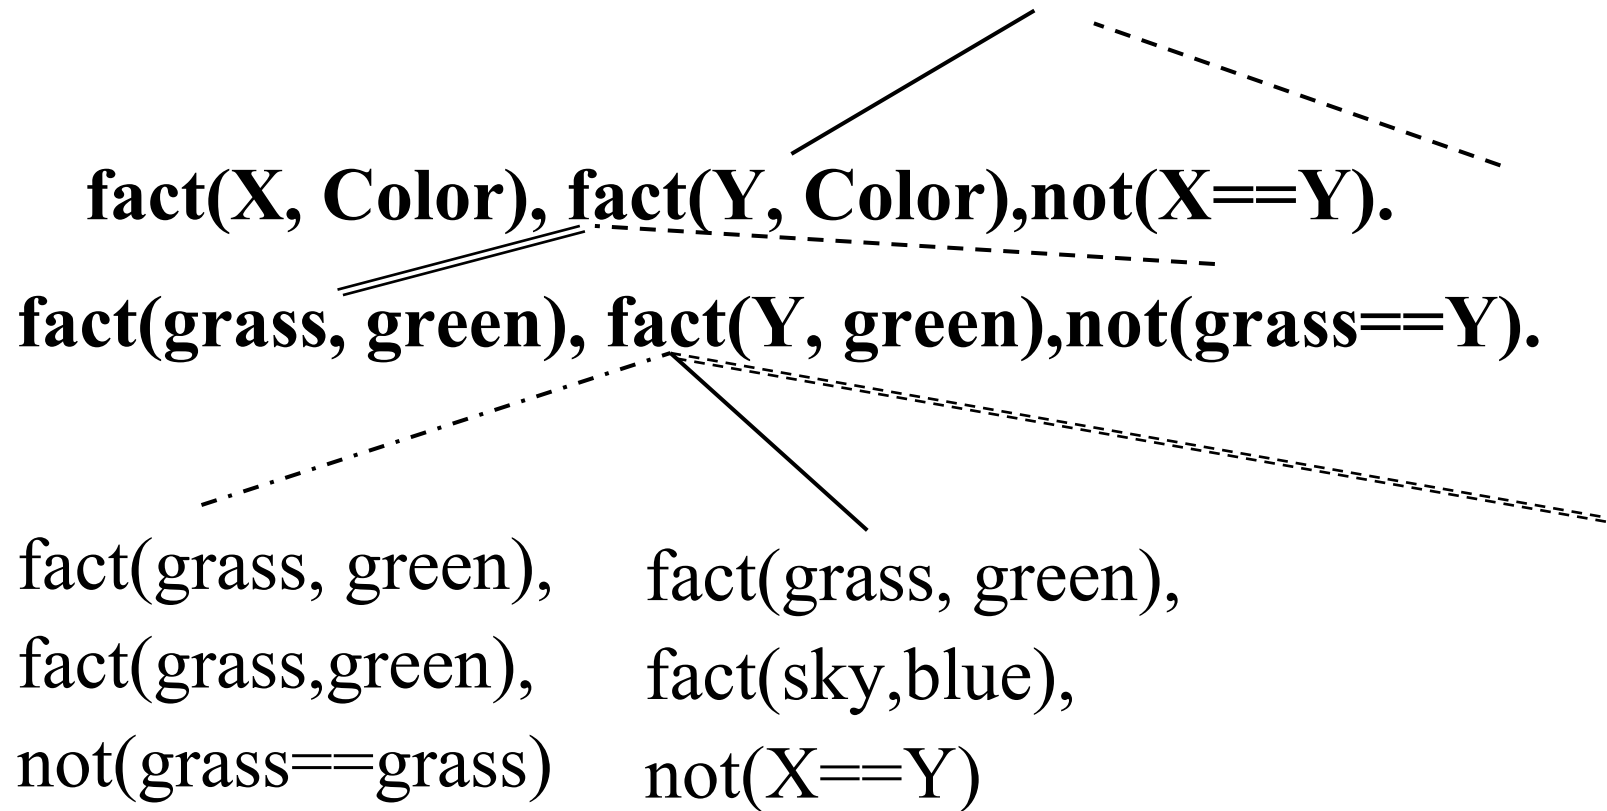 fact(X, Color), fact(Y, Color),not(X==Y).
fact(grass, green), fact(Y, green),not(grass==Y).
fact(grass, green),
fact(grass,green),
not(grass==grass)
fact(grass, green),
fact(sky,blue),
not(X==Y)